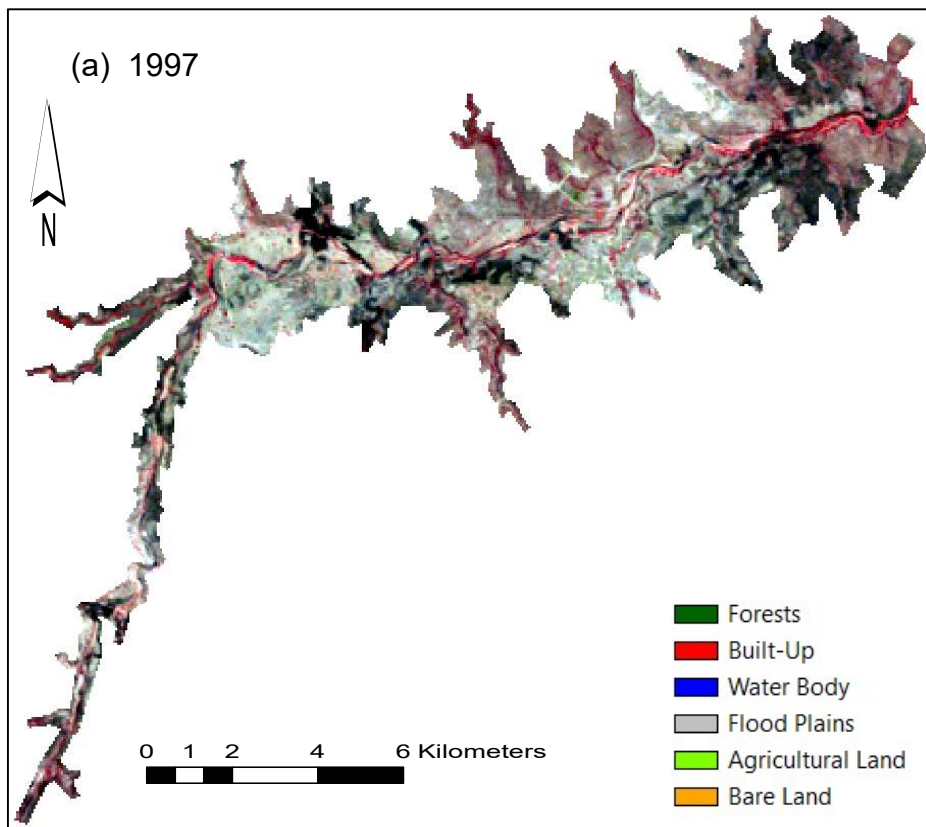 (a) 1997
N
Forests
Built-Up
Water Body
Flood Plains
Agricultural Land
Bare Land
0 1 2 4 6 Kilometers